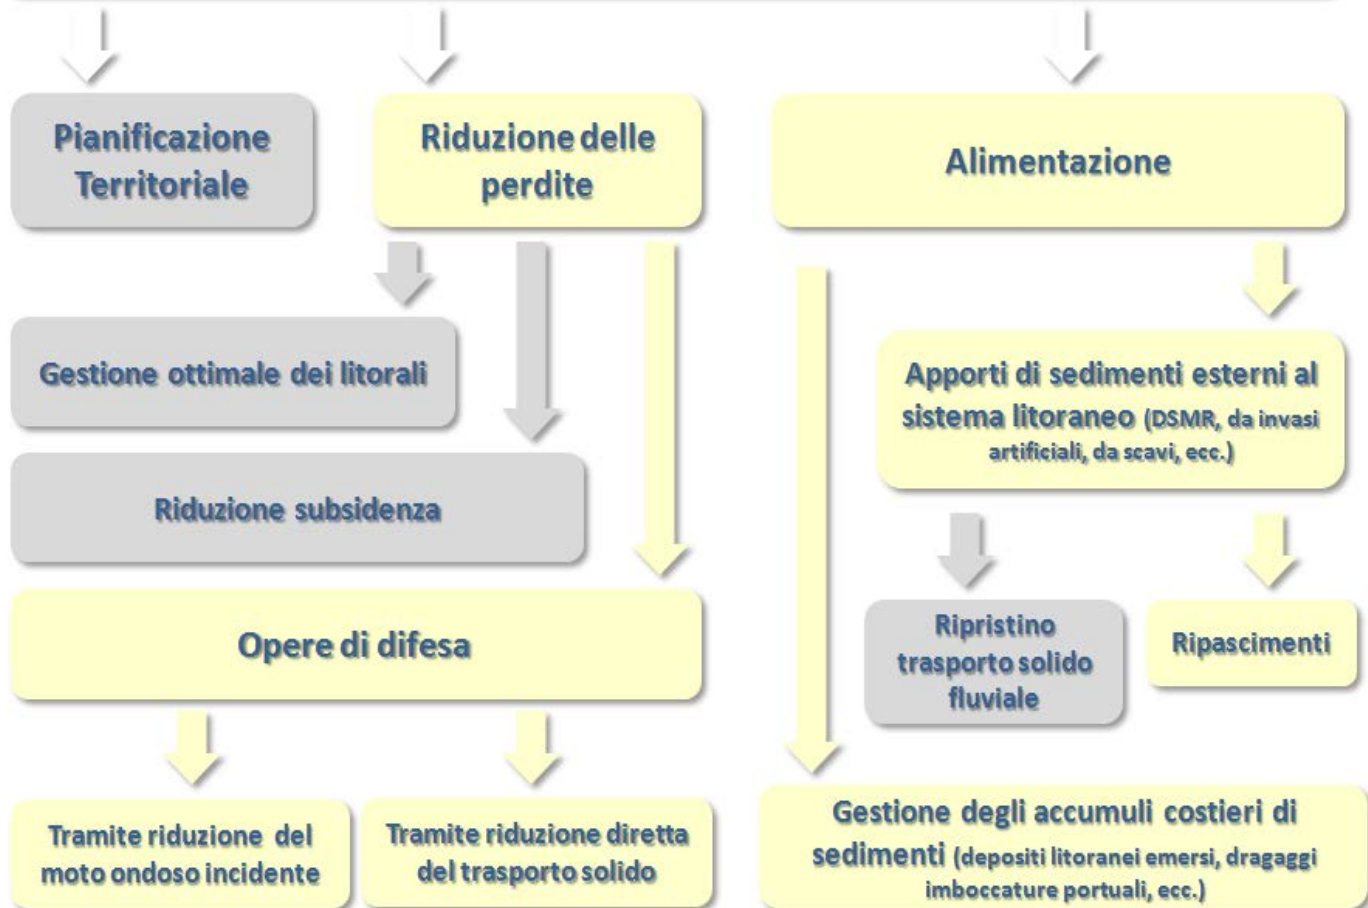 Pianificazione
Territoriale
Riduzione delle
perdite
Alimentazione
Gestione ottimale dei litorali
Apporti di sedimenti esterni al
sistema litoraneo (DSMR, da invasi
artificiali, da scavi, ecc.)
Riduzione subsidenza
Opere di difesa
Ripristino
trasporto solido
fluviale
Ripascimenti
Tramite riduzione del
moto ondoso incidente
Tramite riduzione diretta
del trasporto solido
Gestione degli accumuli costieri di
sedimenti (depositi litoranei emersi, dragaggi
imboccature portuali, ecc.)